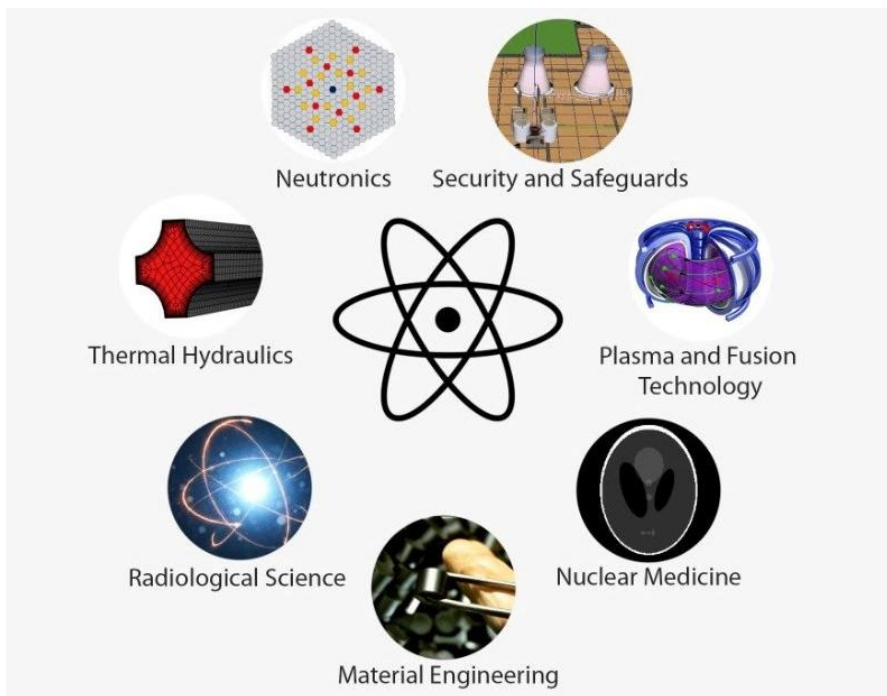 Neutronics
Security and Safeguards
Thermal Hydraulics
Plasma and Fusion
Technology
Radiological Science
Nuclear Medicine
Material Engineering